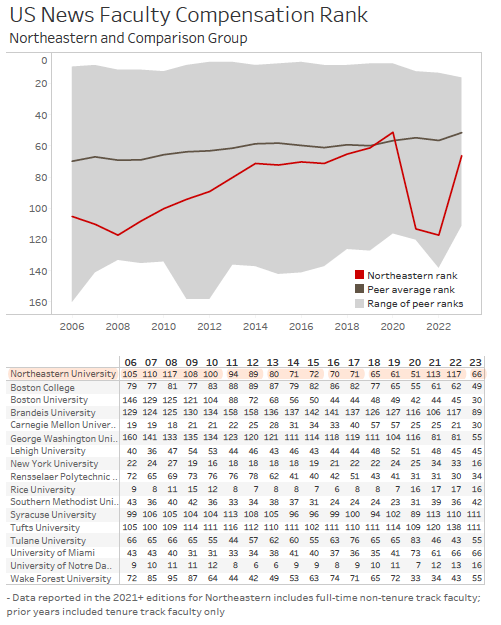 US News Faculty Compensation Rank
Northeastern and Comparison Group
0
20
40
60
80
100
120
140
160
Northeastern rank
Peer average rank
Range of peer ranks
2006 2008 2010 2012 2014 2016 2018 2020 2022
06 07 08 09 10 11 12 13 14 15 16 17 18 19 20 21 22 23
Northeastern University 105 110 117 108 100 94 89 80 71 72 70 71 65 61 51 113 117 66
Boston College 79 77 81 77 83 88 89 87 79 82 86 82 77 65 55 61 62 49
Boston University 146 129 125 121 104 88 72 68 56 50 44 44 48 49 42 44 45 30
Brandeis University 129 124 125 130 134 158 158 136 137 142 141 137 126 127 116 106 117 89
Carnegie Mellon Univer.. 19 19 18 21 21 22 25 28 31 34 33 40 57 57 25 25 21 30
George Washington Uni.. 160 141 133 135 134 123 120 121 111 114 118 119 111 104 116 81 81 55
Lehigh University 40 36 47 54 53 44 46 43 46 43 44 44 48 52 51 48 45 45
New York University 22 24 27 19 16 18 18 18 18 19 21 22 22 24 25 34 33 16
Rensselaer Polytechnic .. 72 65 69 73 76 76 78 62 41 40 42 51 43 41 31 31 30 34
Rice University 9 8 11 15 12 8 7 8 8 7 6 8 8 7 16 17 17 16
Southern Methodist Uni.. 43 36 40 42 36 33 34 38 37 31 24 24 24 23 31 39 36 42
Syracuse University 99 106 105 104 104 113 108 105 96 96 99 100 94 102 89 113 110 111
Tufts University 105 100 109 114 111 116 112 110 111 102 111 110 111 114 109 120 138 111
Tulane University 66 65 66 65 55 44 57 62 60 55 63 76 65 65 83 46 43 55
University of Miami 43 43 40 31 31 33 34 38 41 40 37 36 35 41 73 61 66 66
University of Notre Da.. 9 10 11 11 12 8 6 6 9 9 8 9 10 11 7 12 13 16
Wake Forest University 72 85 95 87 64 44 42 49 53 63 74 71 65 72 33 34 43 55
- Data reported in the 2021+ editions for Northeastern includes full-time non-tenure track faculty;
prior years included tenure track faculty only